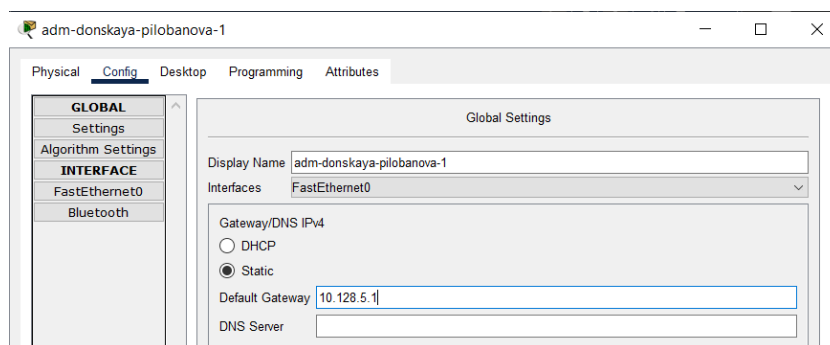 adm-donskaya-pilobanova-1
Physical Config Desktop Programming Attributes
GLOBAL
Settings
Algorithm Settings
INTERFACE
FastEthernet0
Bluetooth
Global Settings
Display Name adm-donskaya-pilobanova-1
Interfaces FastEthernet0
Gateway/DNS IPv4
DHCP
Static
Default Gateway 10.128.5.1
DNS Server